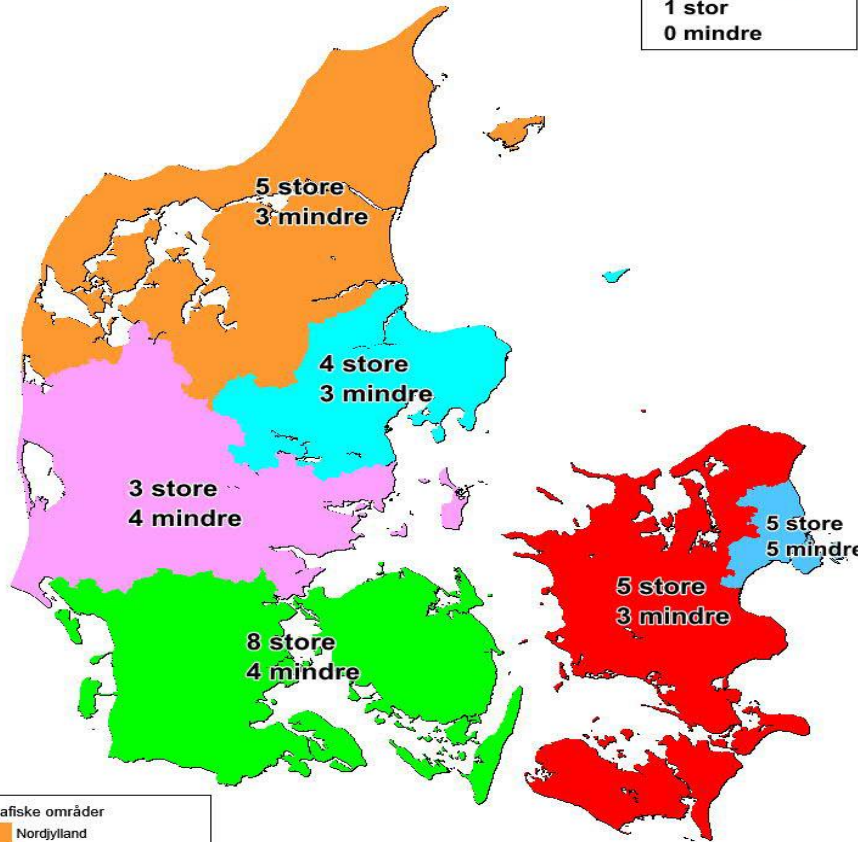 1 stor
0 mindre
5 store
3 mindre
4 store
3 mindre
3 store
4 mindre
5 store
5 mindre
5 store
3 mindre
8 store
4 mindre
afiske områder
Nordjylland